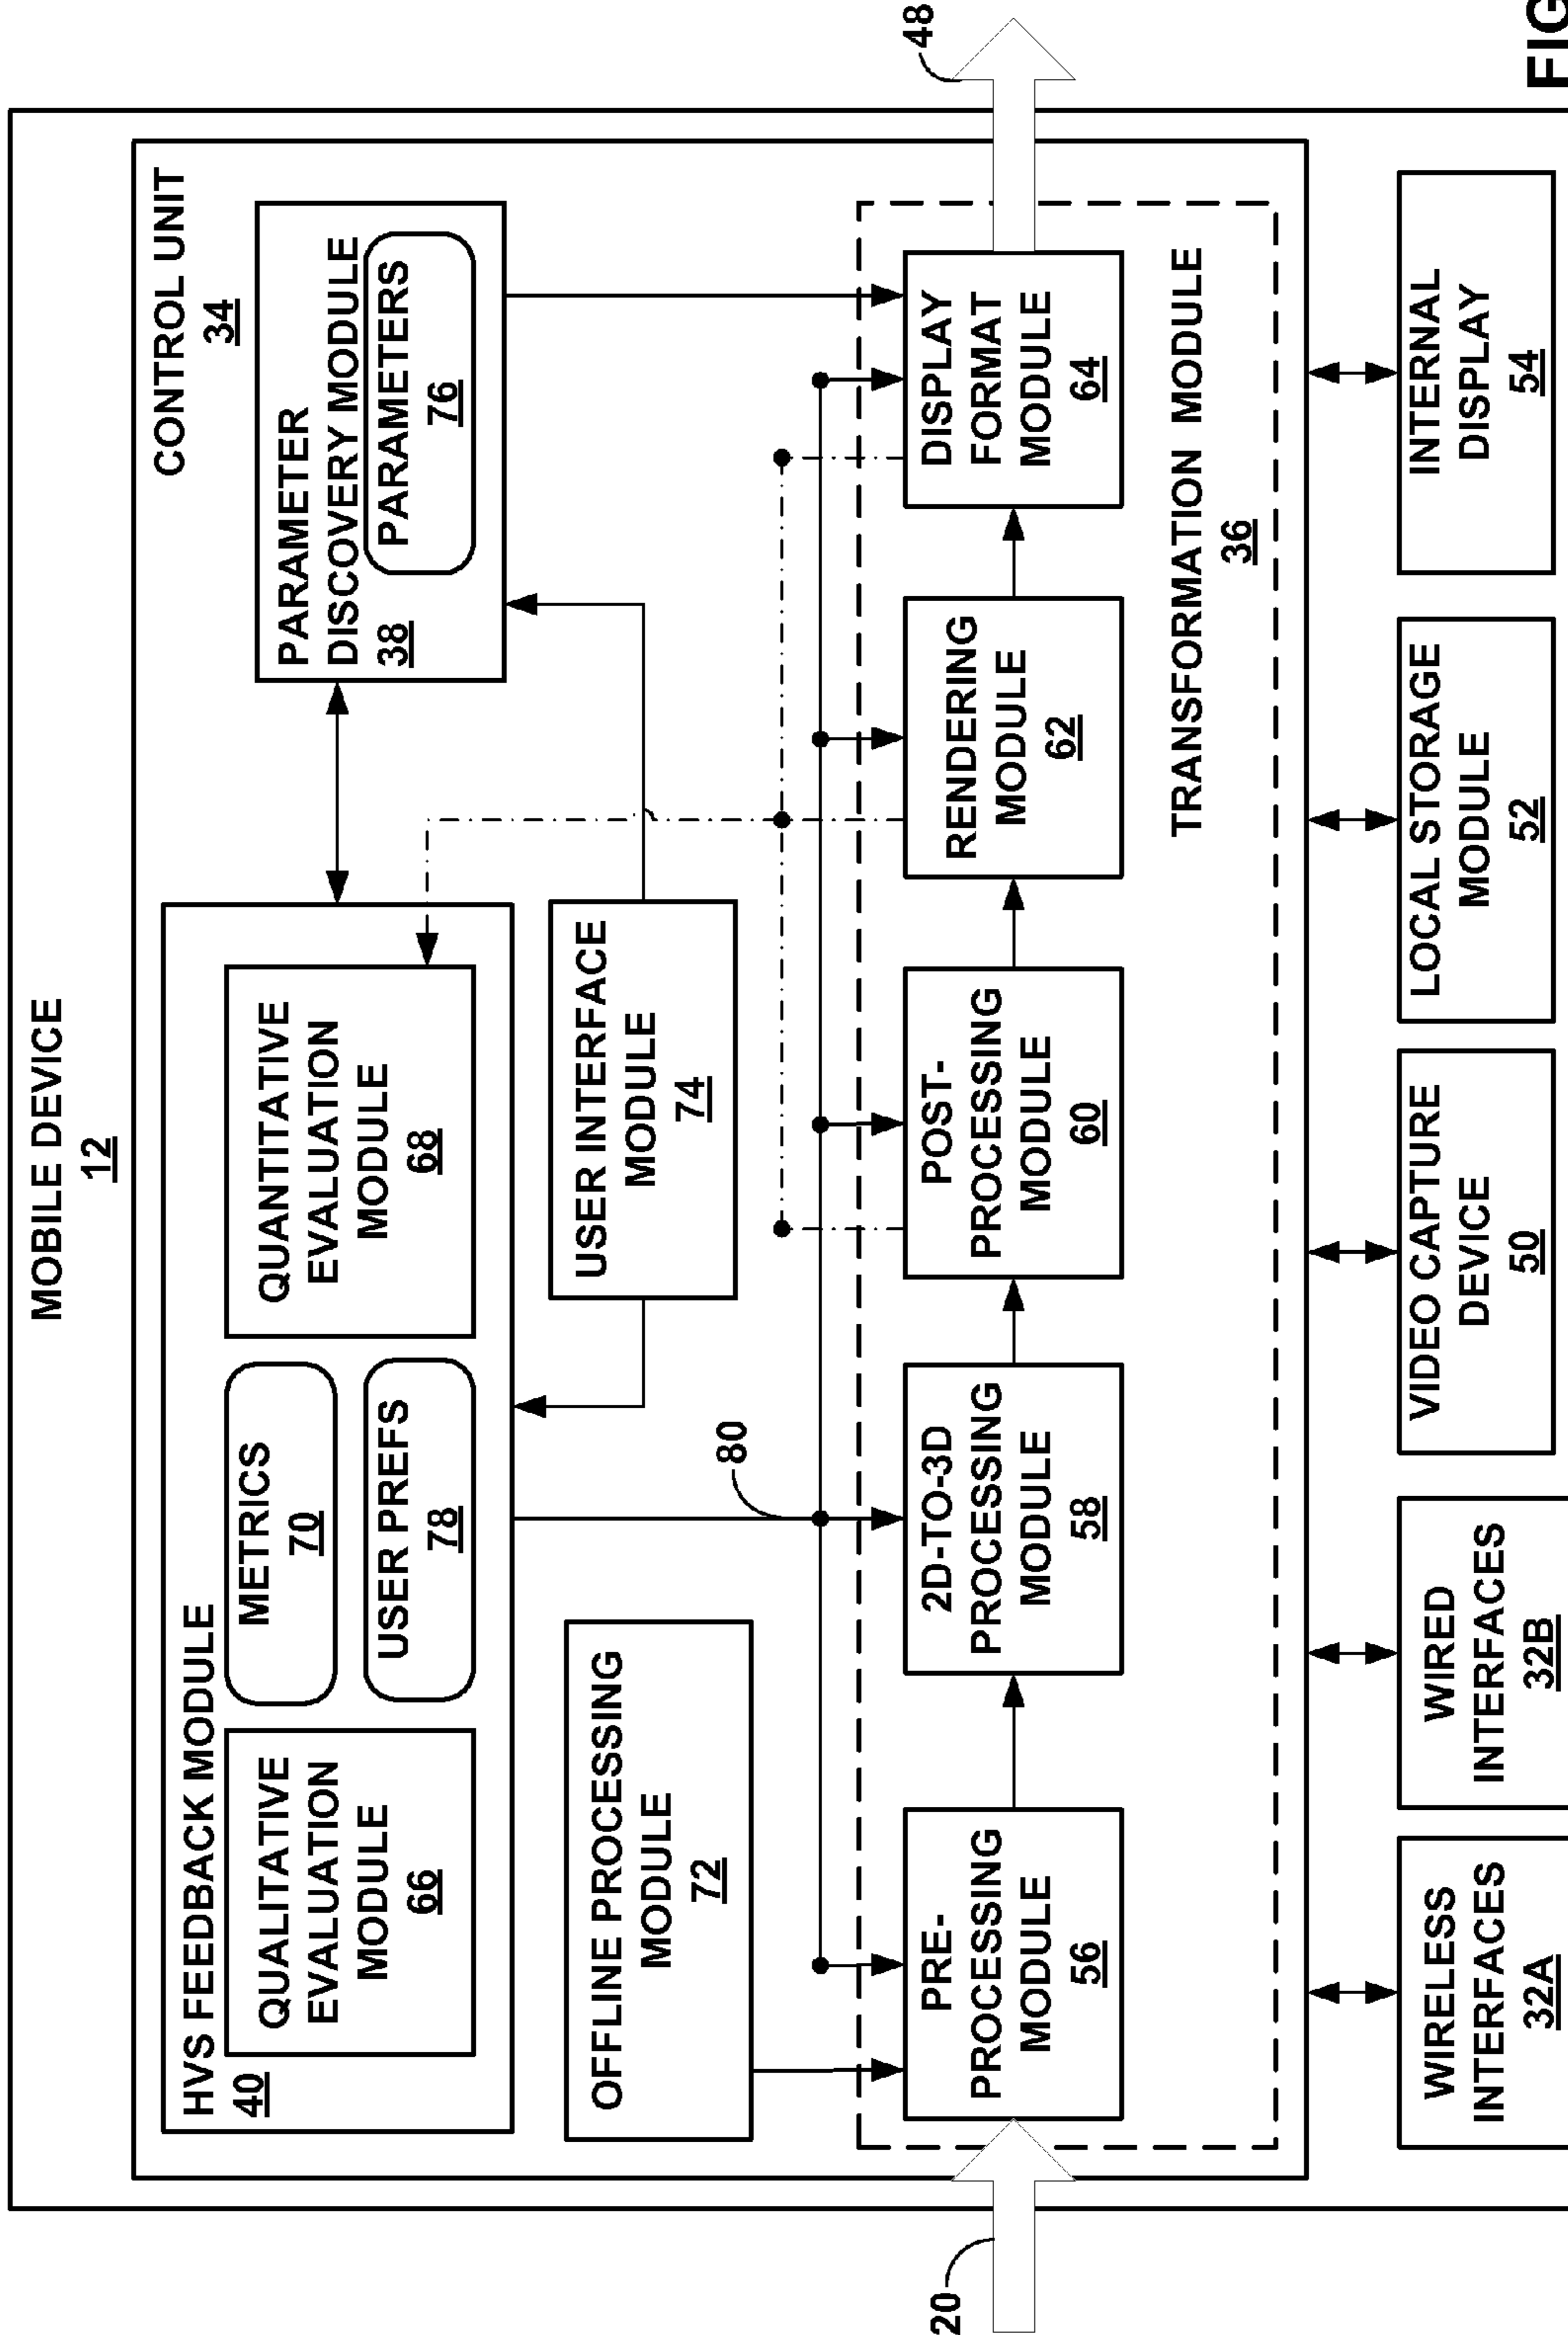 MOBILE DEVICE
12
CONTROL UNIT
34
HVS FEEDBACK MODULE
40
QUALITATIVE
EVALUATION
MODULE
66
METRICS
70
USER PREFS
78
QUANTITATIVE
EVALUATION
MODULE
68
PARAMETER
DISCOVERY MODULE
38
PARAMETERS
76
OFFLINE PROCESSING
MODULE
72
USER INTERFACE
MODULE
74
80
20
PRE-
PROCESSING
MODULE
56
2D-TO-3D
PROCESSING
MODULE
58
POST-
PROCESSING
MODULE
60
RENDERING
MODULE
62
DISPLAY
FORMAT
MODULE
64
48
TRANSFORMATION MODULE
36
WIRELESS
INTERFACES
32A
WIRED
INTERFACES
32B
VIDEO CAPTURE
DEVICE
50
LOCAL STORAGE
MODULE
52
INTERNAL
DISPLAY
54
FIG